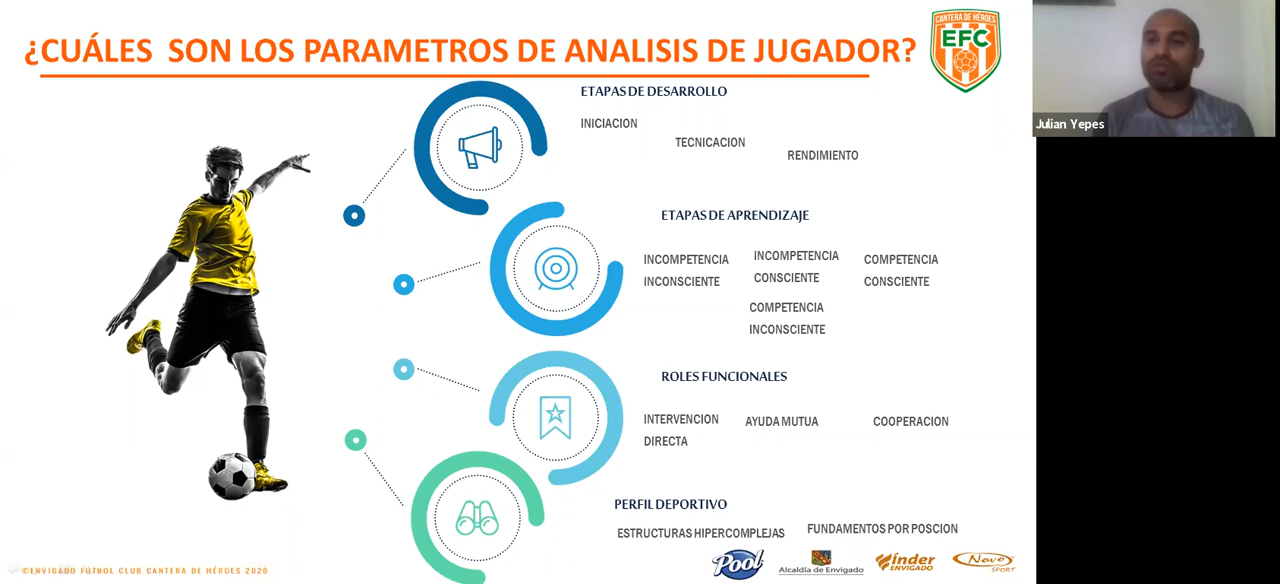 ¿CUÁLES SON LOS PARAMETROS DE ANALISIS DE JUGADOR?
CANTERA DE HÉROES
EFC
Julian Yepes
ETAPAS DE DESARROLLO
INICIACION
TECNICACION
RENDIMIENTO
ETAPAS DE APRENDIZAJE
INCOMPETENCIA
INCONSCIENTE
INCOMPETENCIA
CONSCIENTE
COMPETENCIA
CONSCIENTE
COMPETENCIA
INCONSCIENTE
ROLES FUNCIONALES
INTERVENCION
DIRECTA
AYUDA MUTUA
COOPERACION
PERFIL DEPORTIVO
ESTRUCTURAS HIPERCOMPLEJAS
FUNDAMENTOS POR POSCION
Pool
Alcaldía de Envigado
índer
ENVIGADO
Novo
SPORT
©ENVIGADO FÚTBOL CLUB CANTERA DE HÉROES 2020